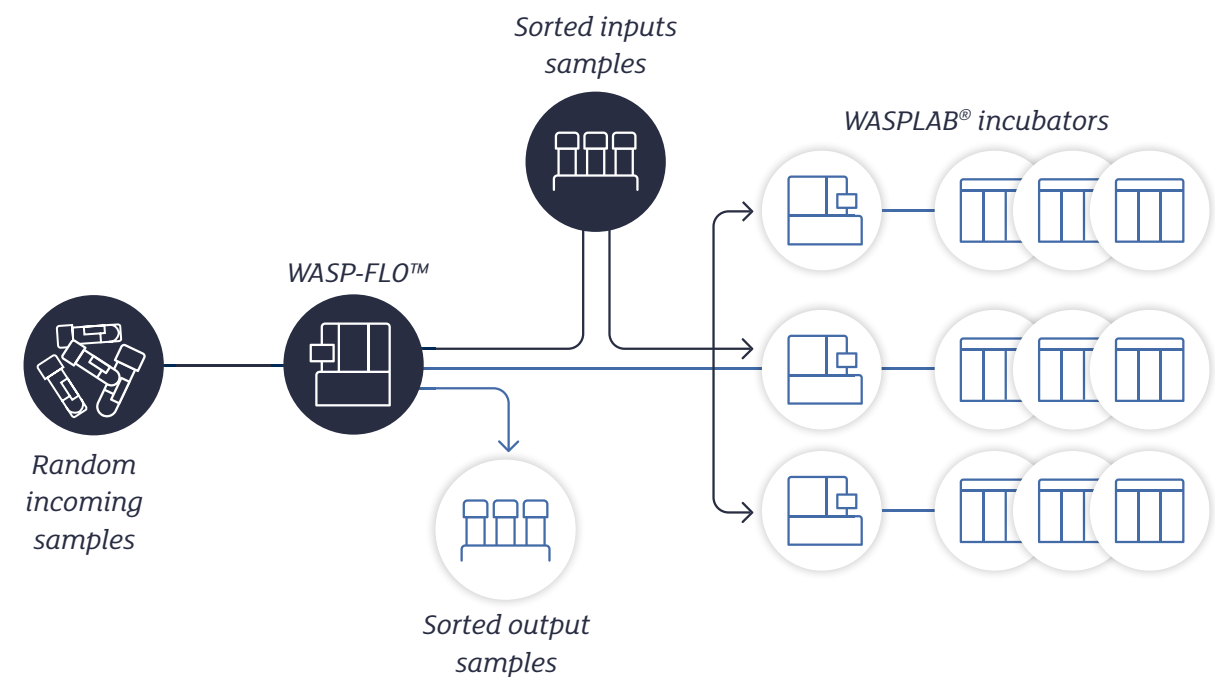 Sorted inputs
samples
WASPLAB® incubators
WASP-FLO™
Random
incoming
samples
Sorted output
samples